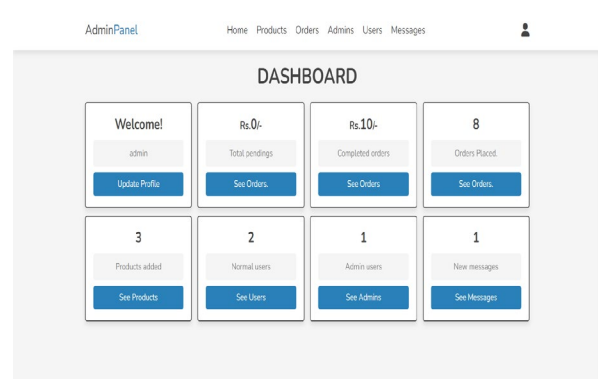 AdminPanel
Home Products Orders Admins Users Messages
DASHBOARD
Welcome!
admin
Update Profile
Rs.0/-
Total pendings
See Orders.
Rs.10/-
Completed orders
See Orders
8
Orders Placed.
See Orders.
3
Products added
See Products
2
Normal users
See Users
1
Admin users
See Admins
1
New messages
See Messages